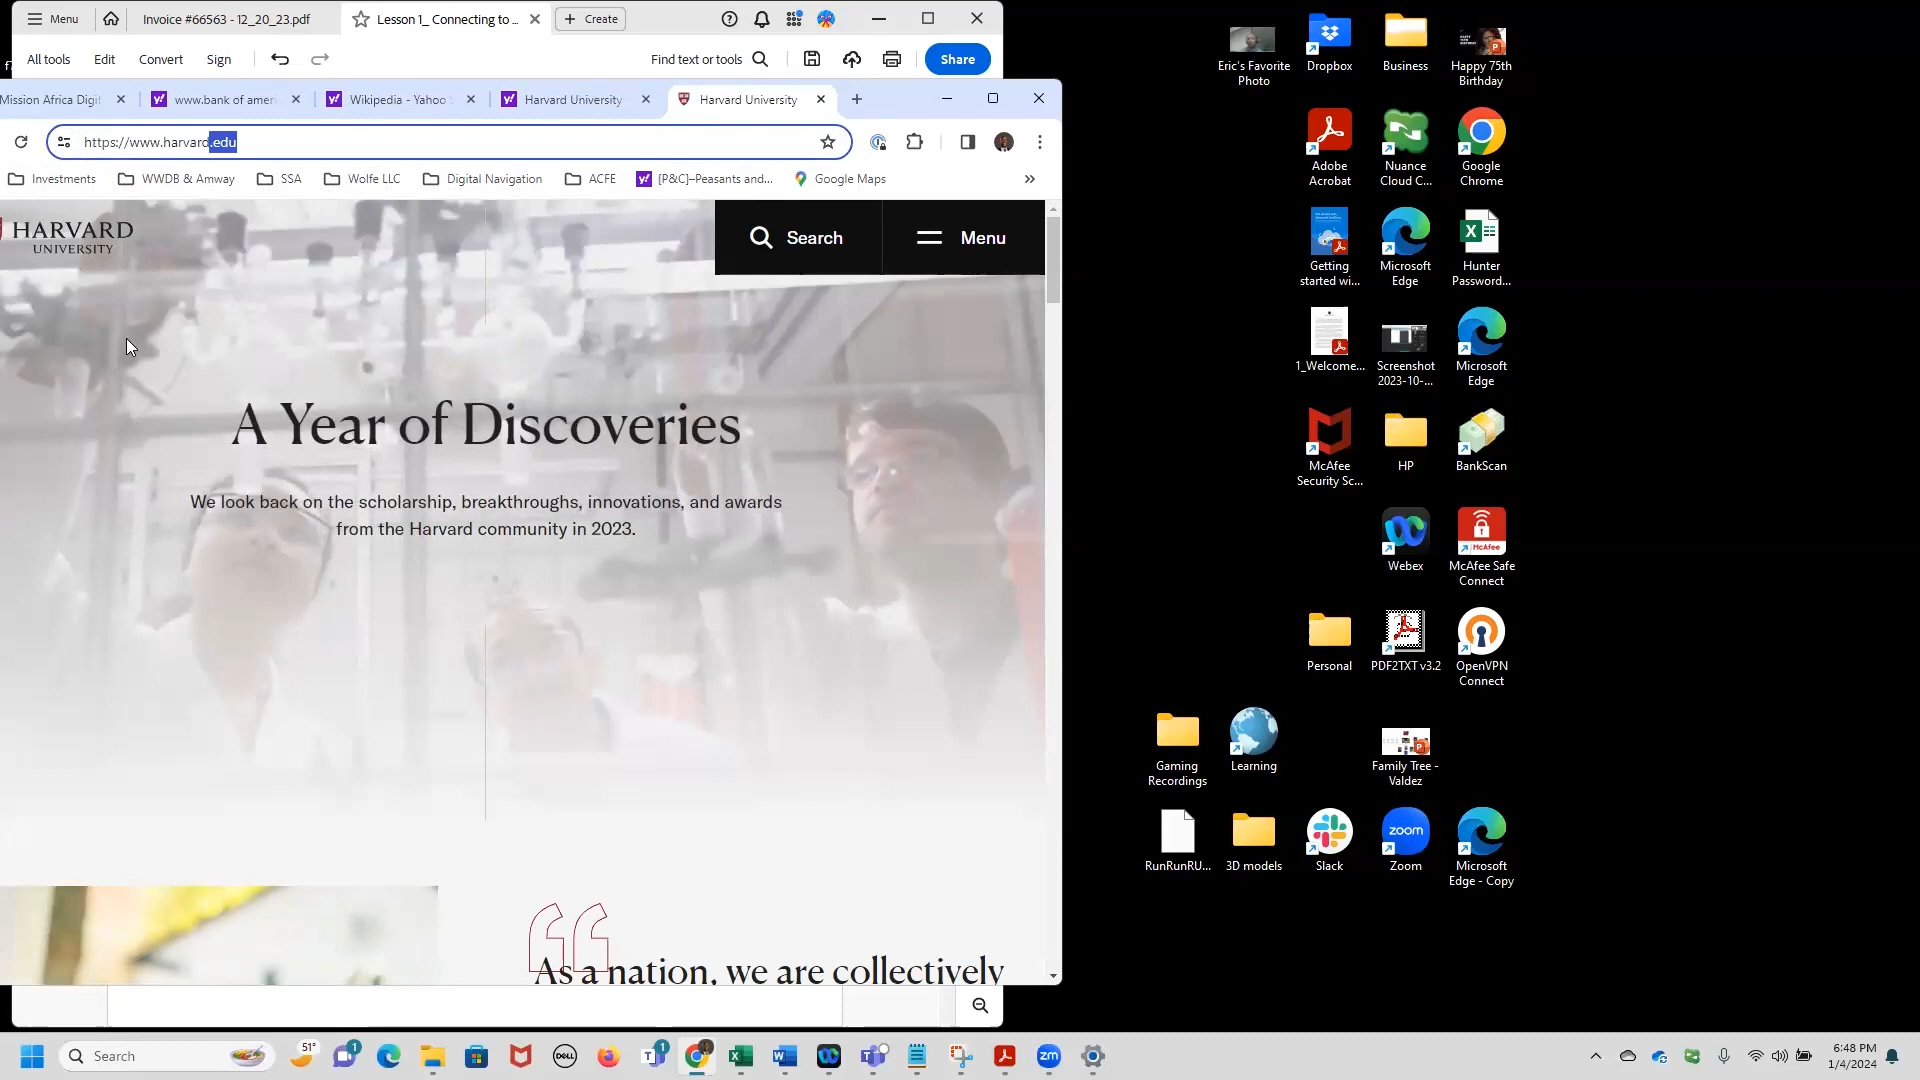 Menu
Invoice #66563 - 12_20_23.pdf
Lesson 1_ Connecting to ...
Create
All tools
Edit
Convert
Sign
Find text or tools
Share
Mission Africa Digit
www.bank of amer
Wikipedia - Yahoo S
Harvard University
Harvard University
https://www.harvard.edu
Investments
WWDB & Amway
SSA
Wolfe LLC
Digital Navigation
ACFE
[P&C]–Peasants and...
Google Maps
HARVARD
UNIVERSITY
Search
Menu
A Year of Discoveries
We look back on the scholarship, breakthroughs, innovations, and awards
from the Harvard community in 2023.
As a nation, we are collectively
Eric's Favorite
Photo
Dropbox
Business
Happy 75th
Birthday
Adobe
Acrobat
Nuance
Cloud C...
Google
Chrome
Getting
started wi...
Microsoft
Edge
Hunter
Password...
1_Welcome...
Screenshot
2023-10-...
Microsoft
Edge
McAfee
Security Sc...
HP
BankScan
Webex
McAfee Safe
Connect
Personal
PDF2TXT v3.2
OpenVPN
Connect
Gaming
Recordings
Learning
Family Tree -
Valdez
RunRunRU...
3D models
Slack
zoom
Zoom
Microsoft
Edge - Copy
Search
51°
1
DELL
1
zm
6:48 PM
1/4/2024